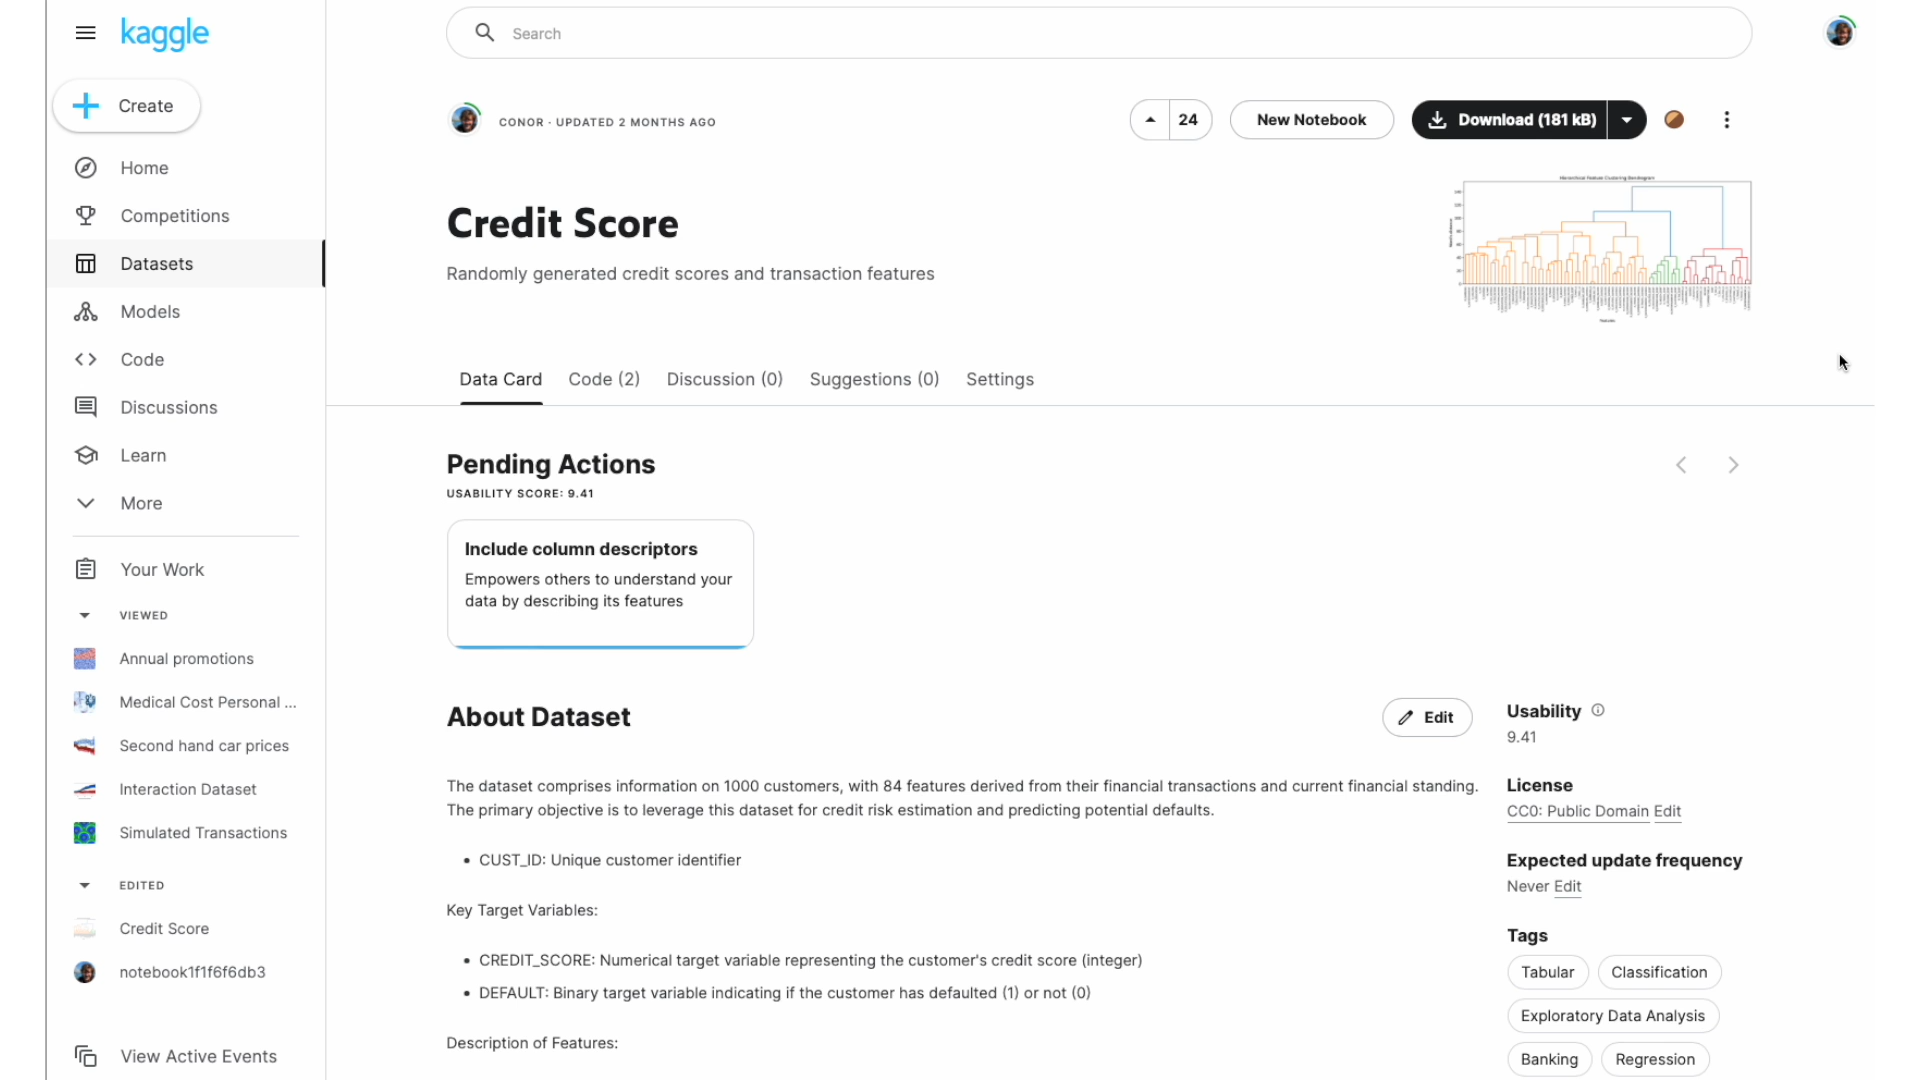 kaggle
Search
Create
Home
Competitions
Datasets
Models
Code
Discussions
Learn
More
Your Work
VIEWED
Annual promotions
Medical Cost Personal ...
Second hand car prices
Interaction Dataset
Simulated Transactions
EDITED
Credit Score
notebook1f1f6f6db3
View Active Events
CONOR · UPDATED 2 MONTHS AGO
24
New Notebook
Download (181 kB)
Credit Score
Randomly generated credit scores and transaction features
Hierarchical Feature Clustering Dendrogram
Data Card
Code (2)
Discussion (0)
Suggestions (0)
Settings
Pending Actions
USABILITY SCORE: 9.41
Include column descriptors
Empowers others to understand your
data by describing its features
About Dataset
Edit
The dataset comprises information on 1000 customers, with 84 features derived from their financial transactions and current financial standing.
The primary objective is to leverage this dataset for credit risk estimation and predicting potential defaults.
• CUST_ID: Unique customer identifier
Key Target Variables:
• CREDIT_SCORE: Numerical target variable representing the customer's credit score (integer)
• DEFAULT: Binary target variable indicating if the customer has defaulted (1) or not (0)
Description of Features:
Usability
9.41
License
CC0: Public Domain Edit
Expected update frequency
Never Edit
Tags
Tabular
Classification
Exploratory Data Analysis
Banking
Regression